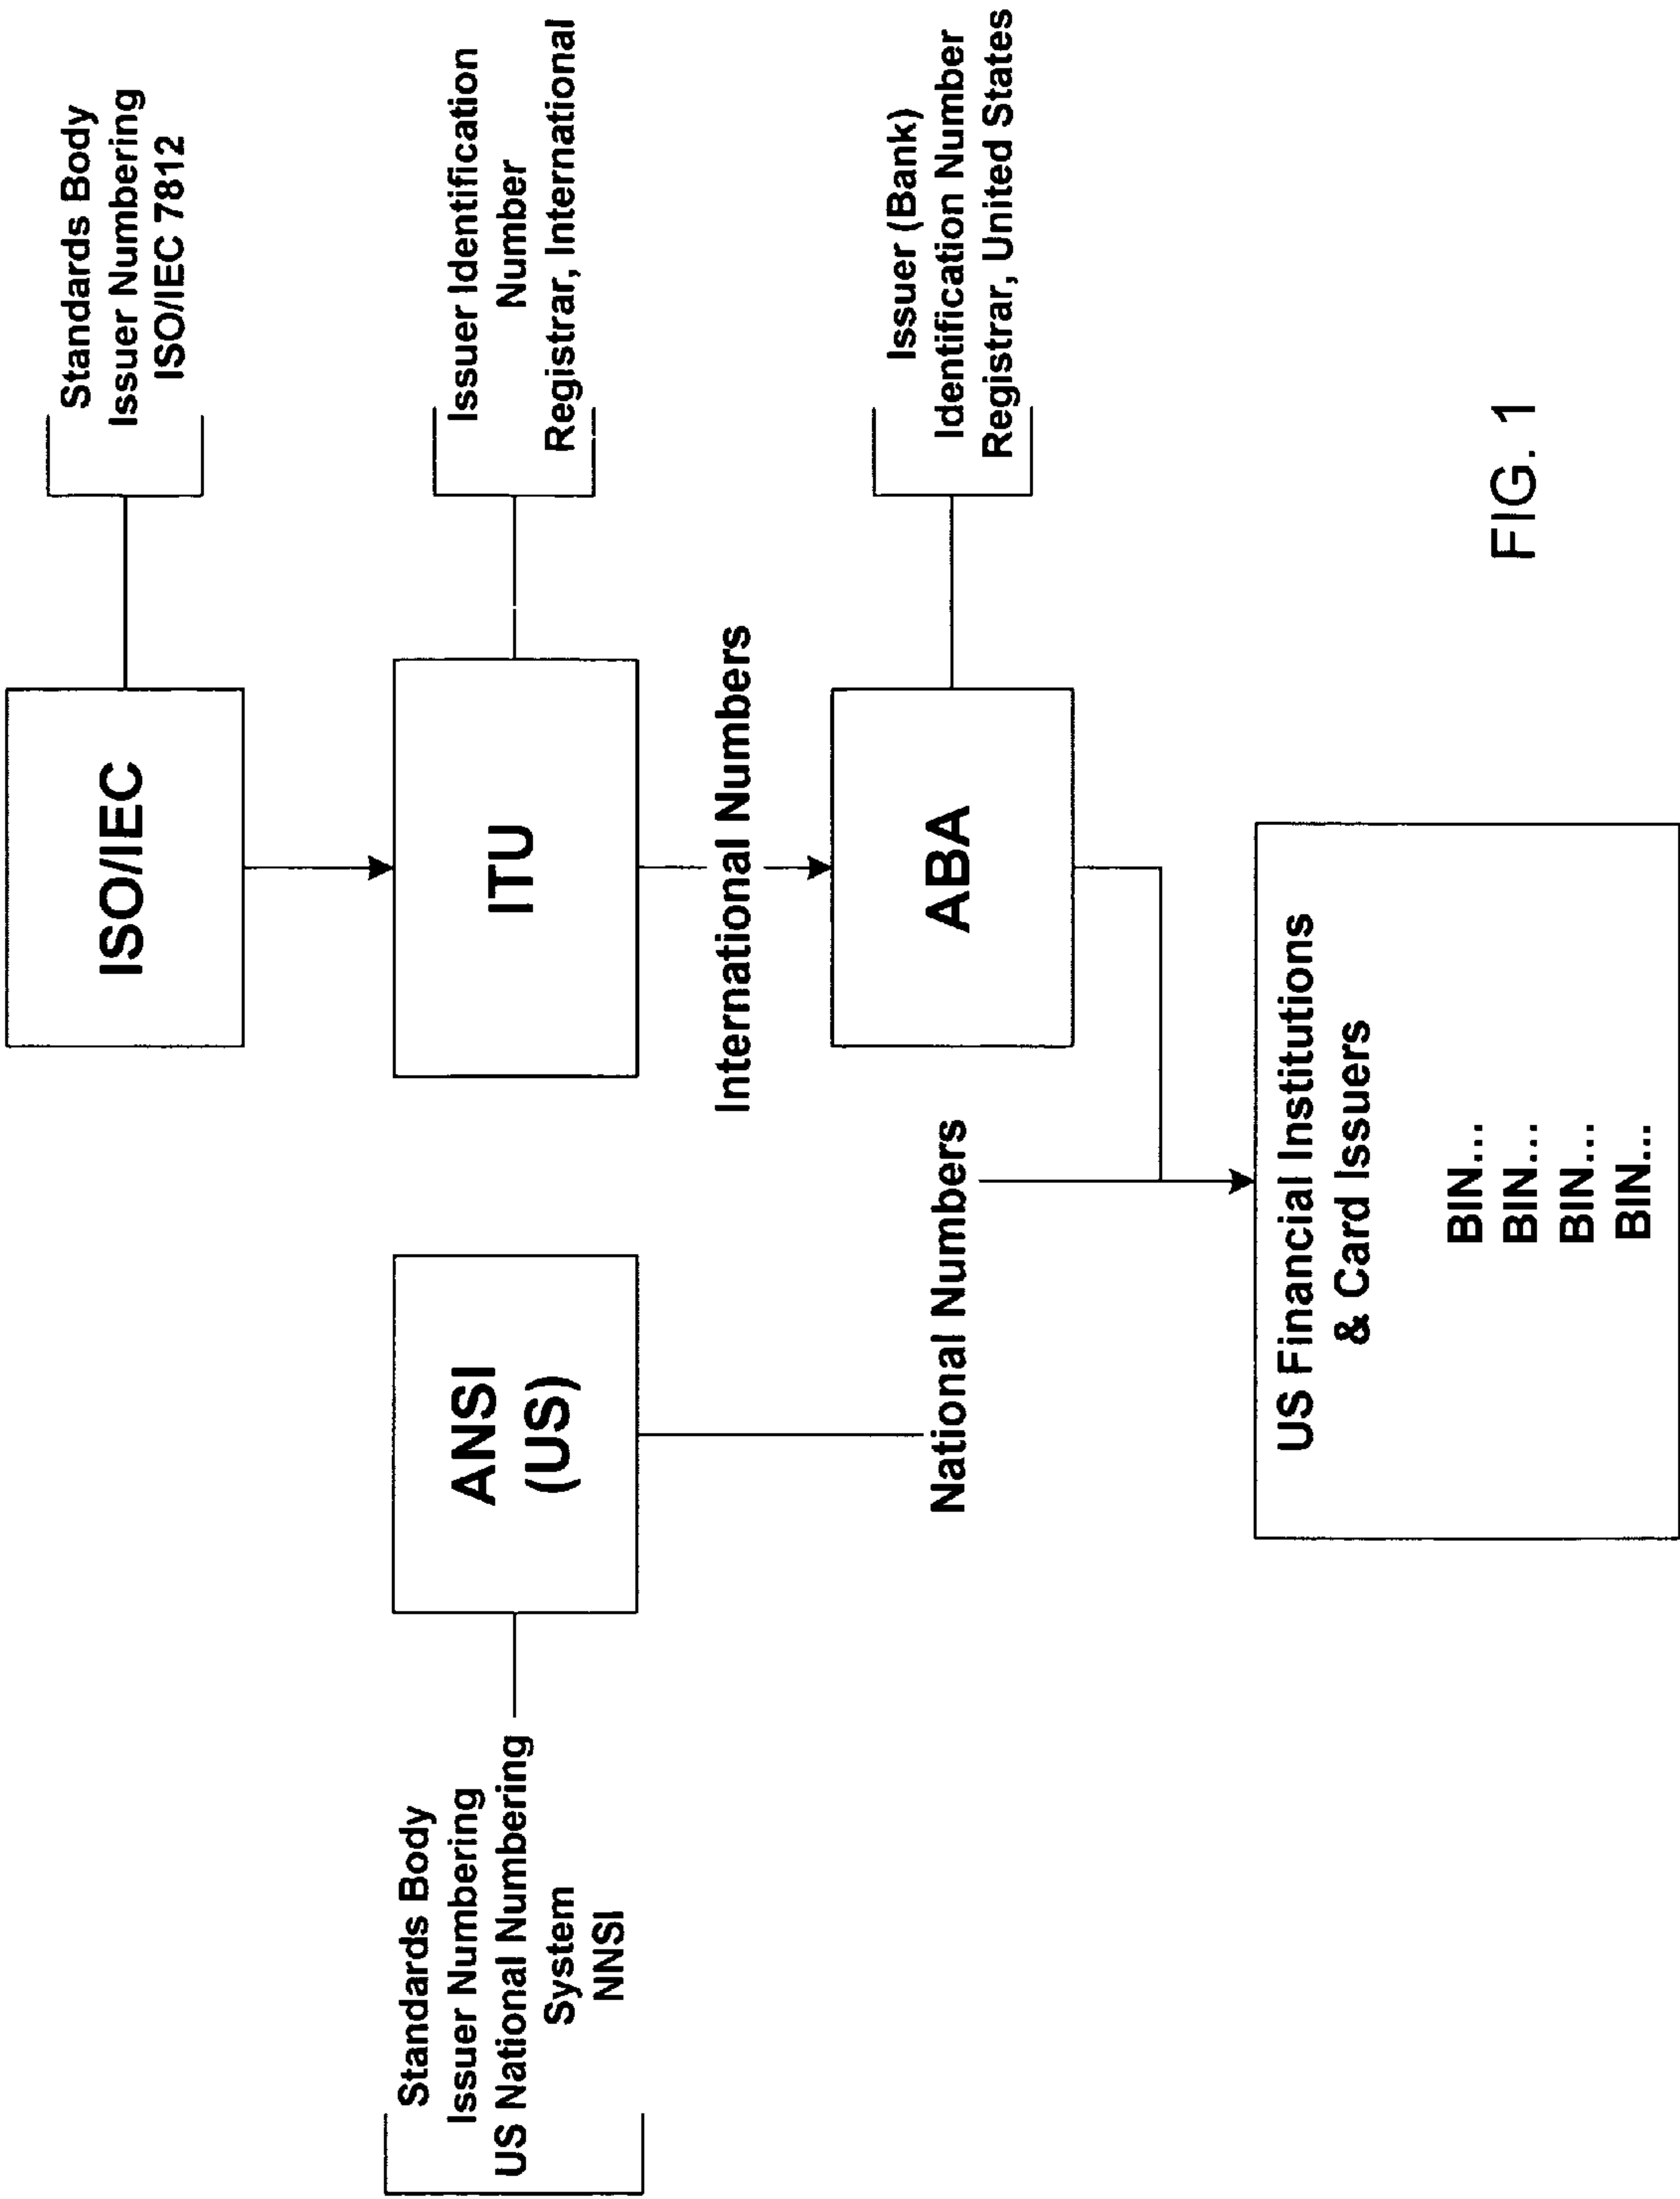 ISO/IEC
Standards Body
Issuer Numbering
ISO/IEC 7812
Standards Body
Issuer Numbering
US National Numbering
System
NNSI
ANSI
(US)
ITU
Issuer Identification
Number
Registrar, International
International Numbers
National Numbers
ABA
Issuer (Bank)
Identification Number
Registrar, United States
US Financial Institutions
& Card Issuers
BIN...
BIN...
BIN...
BIN...
FIG. 1